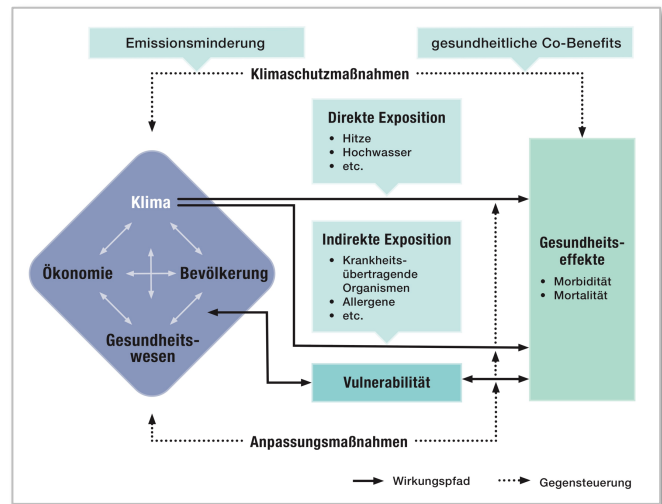 Emissionsminderung
gesundheitliche Co-Benefits
Klimaschutzmaßnahmen
Direkte Exposition
• Hitze
• Hochwasser
• etc.
Klima
Ökonomie
Bevölkerung
Gesundheits-
wesen
Indirekte Exposition
• Krankheits-
übertragende
Organismen
• Allergene
• etc.
Gesundheits-
effekte
• Morbidität
• Mortalität
Vulnerabilität
Anpassungsmaßnahmen
Wirkungspfad
Gegensteuerung